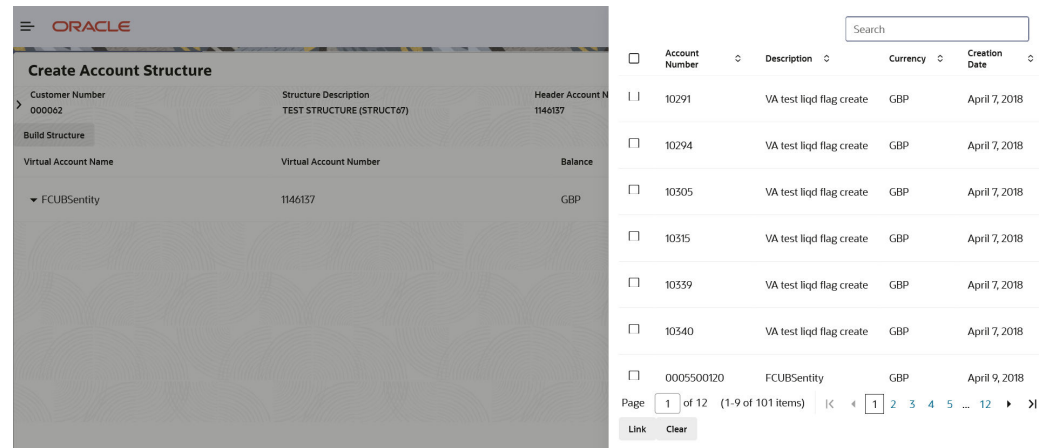 ORACLE
Create Account Structure
Customer Number Structure Description Header Account N
000062 TEST STRUCTURE (STRUCT67) 1146137
Build Structure
Virtual Account Name Virtual Account Number Balance
FCUBSentity 1146137 GBP
Search
Account Number Description Currency Creation Date
10291 VA test liqd flag create GBP April 7, 2018
10294 VA test liqd flag create GBP April 7, 2018
10305 VA test liqd flag create GBP April 7, 2018
10315 VA test liqd flag create GBP April 7, 2018
10339 VA test liqd flag create GBP April 7, 2018
10340 VA test liqd flag create GBP April 7, 2018
0005500120 FCUBSentity GBP April 9, 2018
Page 1 of 12 (1-9 of 101 items) 1 2 3 4 5 ... 12
Link Clear